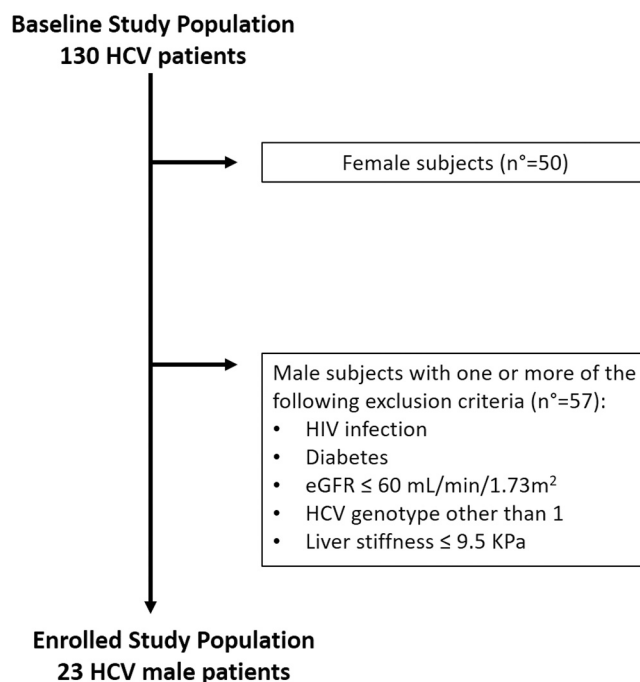 Baseline Study Population
130 HCV patients
Female subjects (n°=50)
Male subjects with one or more of the
following exclusion criteria (n°=57):
• HIV infection
• Diabetes
• eGFR ≤ 60 mL/min/1.73m²
• HCV genotype other than 1
• Liver stiffness ≤ 9.5 KPa
Enrolled Study Population
23 HCV male patients